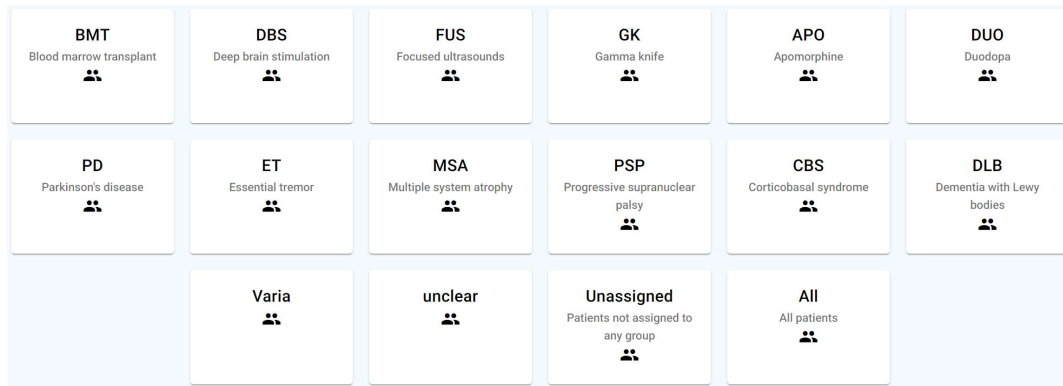 BMT
Blood marrow transplant
DBS
Deep brain stimulation
FUS
Focused ultrasounds
GK
Gamma knife
APO
Apomorphine
DUO
Duodopa
PD
Parkinson's disease
ET
Essential tremor
MSA
Multiple system atrophy
PSP
Progressive supranuclear
palsy
CBS
Corticobasal syndrome
DLB
Dementia with Lewy
bodies
Varia
unclear
Unassigned
Patients not assigned to
any group
All
All patients